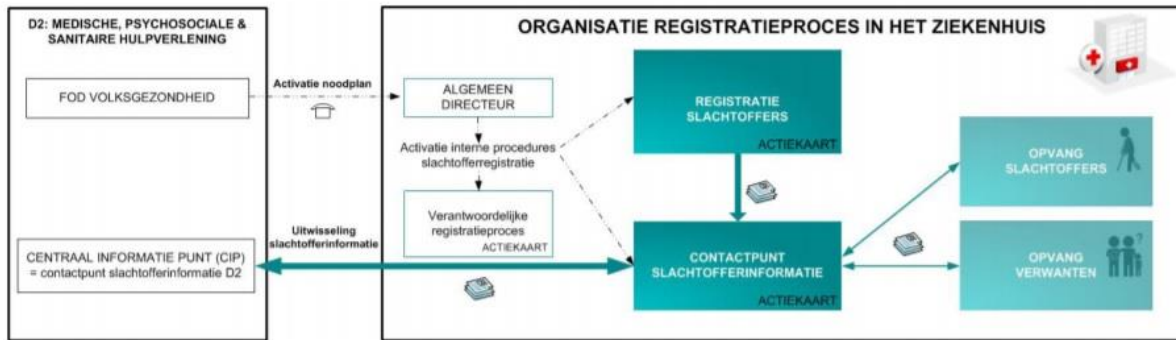 D2: MEDISCHE, PSYCHOSOCIALE &
SANITAIRE HULPVERLENING
ORGANISATIE REGISTRATIEPROCES IN HET ZIEKENHUIS
FOD VOLKSGEZONDHEID
Activatie noodplan
ALGEMEEN
DIRECTEUR
Activatie interne procedures
slachtofferregistratie
Verantwoordelijke
registratieproces
ACTIEKAART
REGISTRATIE
SLACHTOFFERS
ACTIEKAART
OPVANG
SLACHTOFFERS
CENTRAAL INFORMATIE PUNT (CIP)
= contactpunt slachtofferinformatie D2
Uitwisseling
slachtofferinformatie
CONTACTPUNT
SLACHTOFFERINFORMATIE
ACTIEKAART
OPVANG
VERWANTEN
?